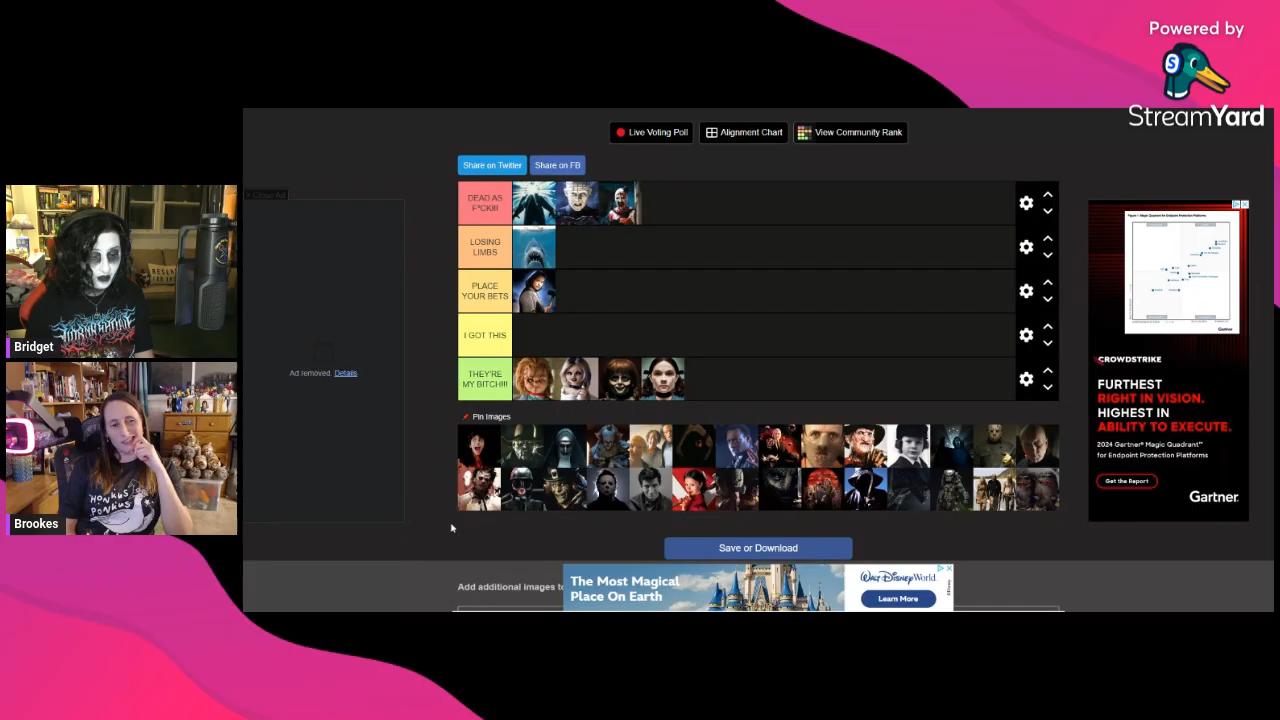 Powered by
StreamYard
Live Voting Poll
Alignment Chart
View Community Rank
Share on Twitter
Share on FB
DEAD AS
F*CK!!!
LOSING
LIMBS
PLACE
YOUR BETS
I GOT THIS
THEY'RE
MY BITCH!!!
Ad removed. Details
Bridget
HONKUS
PONKUS
Brookes
Pin Images
Save or Download
Add additional images to
The Most Magical
Place On Earth
WALT DISNEY World
Learn More
CROWDSTRIKE
FURTHEST
RIGHT IN VISION.
HIGHEST IN
ABILITY TO EXECUTE.
2024 Gartner® Magic Quadrant™
for Endpoint Protection Platforms
Get the Report
Gartner